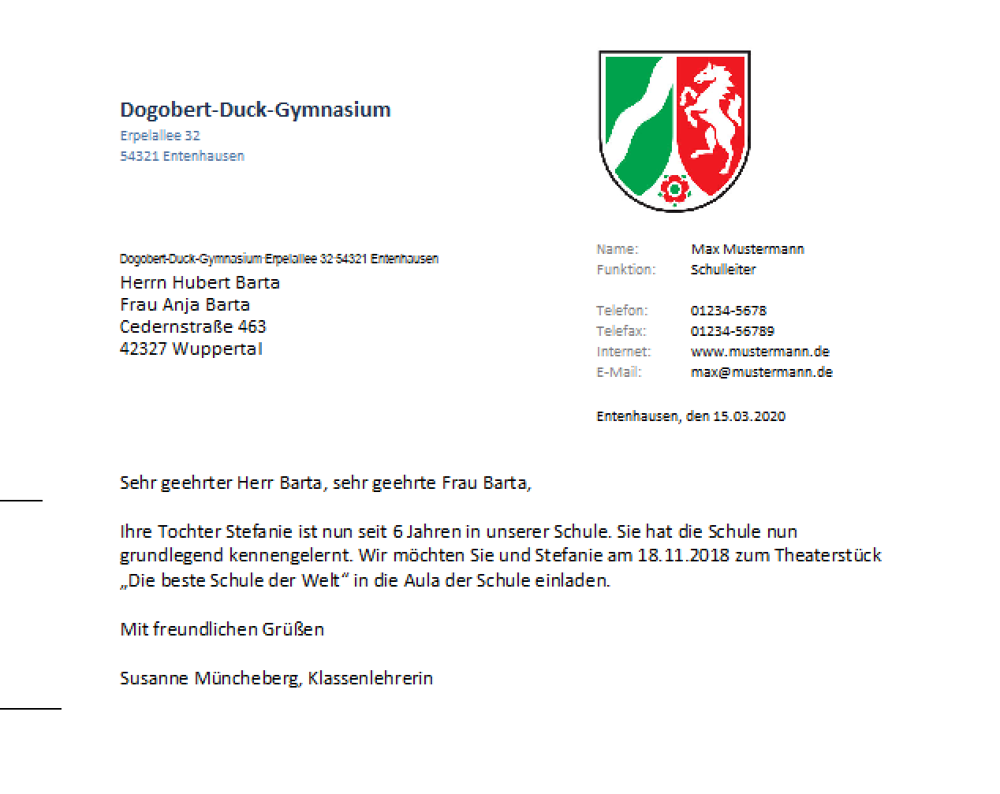 Dogobert-Duck-Gymnasium
Erpelallee 32
54321 Entenhausen
Dogobert-Duck-Gymnasium·Erpelallee 32·54321 Entenhausen
Herrn Hubert Barta
Frau Anja Barta
Cedernstraße 463
42327 Wuppertal
Name: Max Mustermann
Funktion: Schulleiter
Telefon: 01234-5678
Telefax: 01234-56789
Internet: www.mustermann.de
E-Mail: max@mustermann.de
Entenhausen, den 15.03.2020
Sehr geehrter Herr Barta, sehr geehrte Frau Barta,
Ihre Tochter Stefanie ist nun seit 6 Jahren in unserer Schule. Sie hat die Schule nun
grundlegend kennengelernt. Wir möchten Sie und Stefanie am 18.11.2018 zum Theaterstück
„Die beste Schule der Welt“ in die Aula der Schule einladen.
Mit freundlichen Grüßen
Susanne Müncheberg, Klassenlehrerin